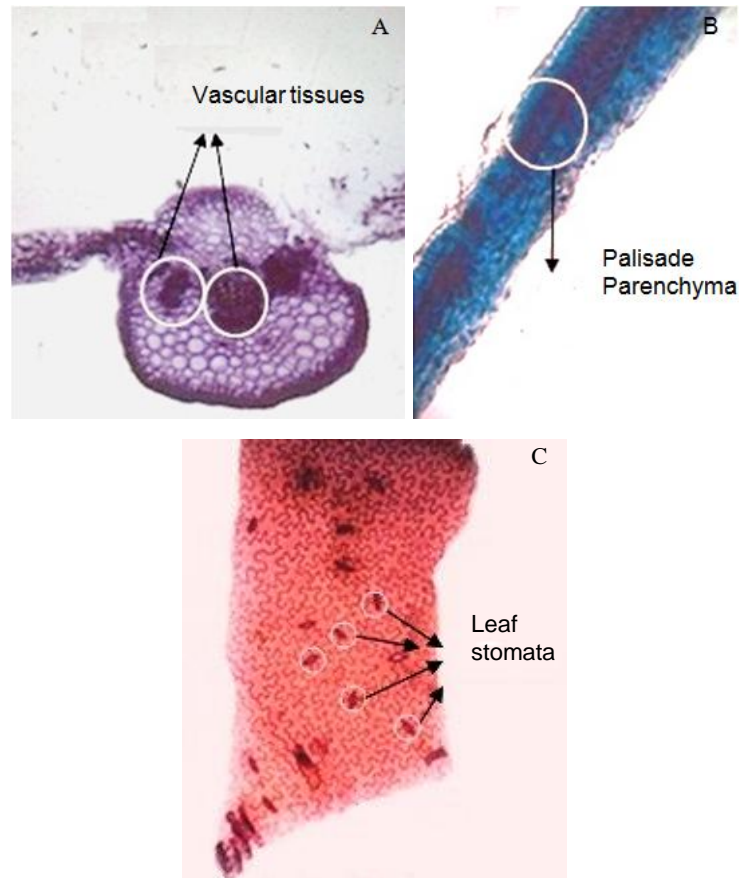 A
Vascular tissues
B
Palisade
Parenchyma
C
Leaf
stomata